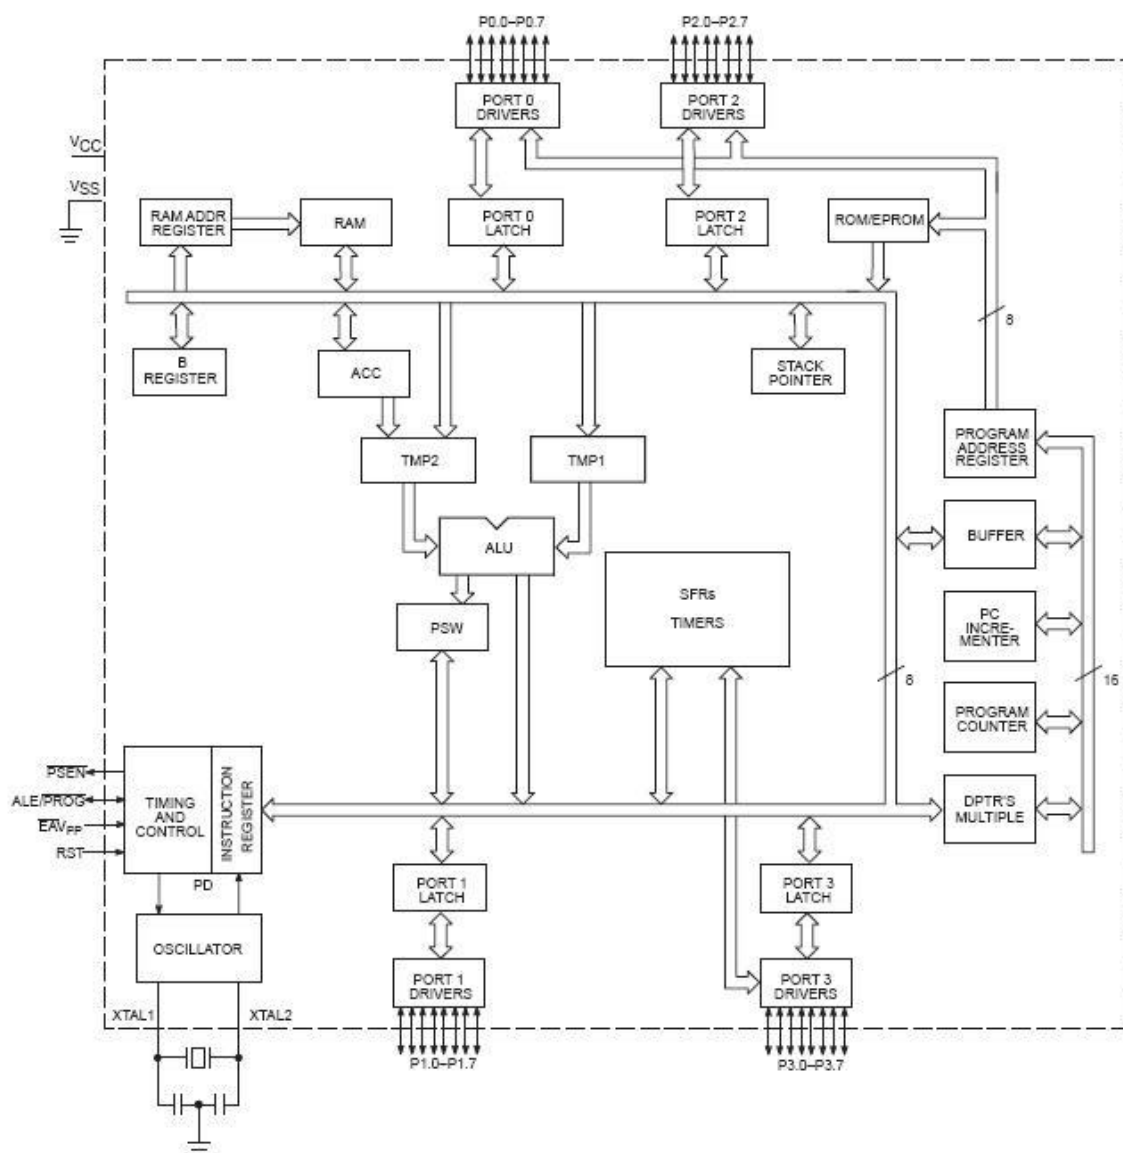 P0.0–P0.7
P2.0–P2.7
PORT 0
DRIVERS
PORT 2
DRIVERS
VCC
VSS
RAM ADDR
REGISTER
RAM
PORT 0
LATCH
PORT 2
LATCH
ROM/EPROM
8
B
REGISTER
ACC
STACK
POINTER
PROGRAM
ADDRESS
REGISTER
TMP2
TMP1
ALU
BUFFER
SFRs
TIMERS
PSW
PC
INCRE-
MENTER
8
16
PROGRAM
COUNTER
PSEN
ALE/PROG
EAVPP
RST
TIMING
AND
CONTROL
INSTRUCTION
REGISTER
DPTR'S
MULTIPLE
PD
PORT 1
LATCH
PORT 3
LATCH
OSCILLATOR
PORT 1
DRIVERS
PORT 3
DRIVERS
XTAL1
XTAL2
P1.0–P1.7
P3.0–P3.7